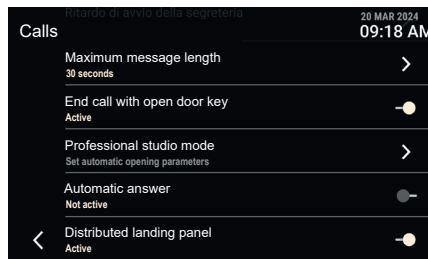 Ritardo di avvio della segreteria
20 MAR 2024
Calls
09:18 AM
Maximum message length
30 seconds
End call with open door key
Active
Professional studio mode
Set automatic opening parameters
Automatic answer
Not active
Distributed landing panel
Active